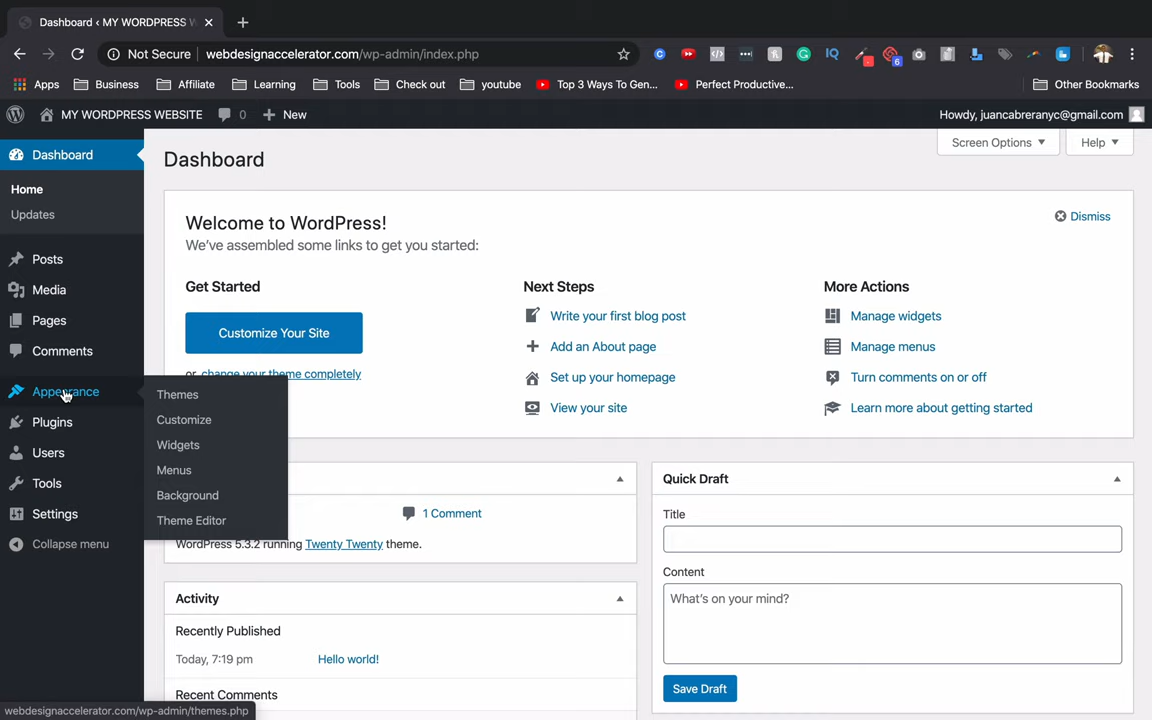 Dashboard ‹ MY WORDPRESS W
Not Secure webdesignaccelerator.com/wp-admin/index.php
6
Apps Business Affiliate Learning Tools Check out youtube Top 3 Ways To Gen... Perfect Productive... Other Bookmarks
MY WORDPRESS WEBSITE 0 New Howdy, juancabreranyc@gmail.com
Dashboard
Home
Updates
Posts
Media
Pages
Comments
Appearance
Plugins
Users
Tools
Settings
Collapse menu
Themes
Customize
Widgets
Menus
Background
Theme Editor
Dashboard
Screen Options Help
Welcome to WordPress!
We've assembled some links to get you started:
Dismiss
Get Started
Customize Your Site
or change your theme completely
Next Steps
Write your first blog post
Add an About page
Set up your homepage
View your site
More Actions
Manage widgets
Manage menus
Turn comments on or off
Learn more about getting started
1 Comment
WordPress 5.3.2 running Twenty Twenty theme.
Activity
Recently Published
Today, 7:19 pm Hello world!
Recent Comments
Quick Draft
Title
Content
What's on your mind?
Save Draft
webdesignaccelerator.com/wp-admin/themes.php